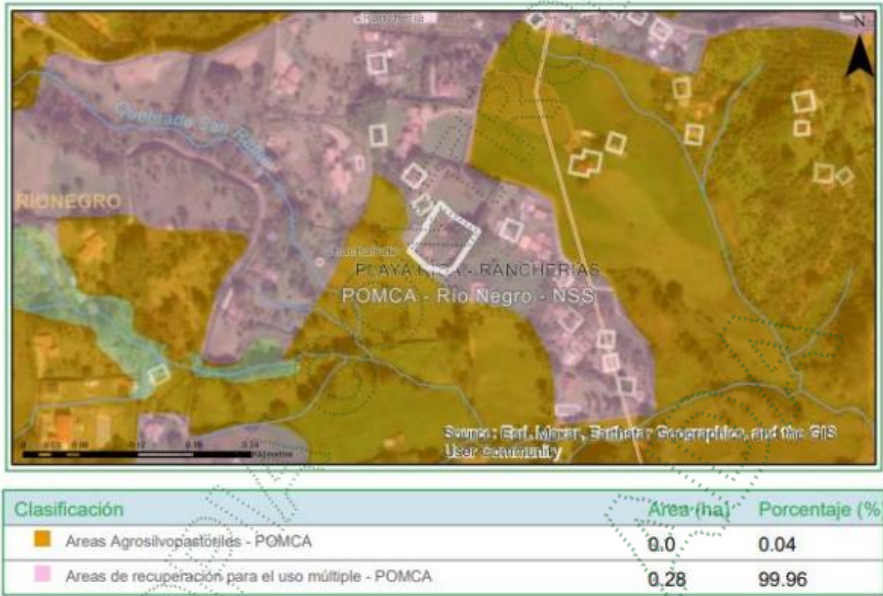 Rancheria
N
Quebrada San
RIONEGRO
PLAYA RICA - RANCHERIAS
POMCA - Rio Negro - NSS
Source: Esri, Maxar, Earthstar Geographics, and the GIS
User Community
Clasificación Area (ha) Porcentaje (%)
Areas Agrosilvopastoriles - POMCA 0.0 0.04
Areas de recuperación para el uso múltiple - POMCA 0.28 99.96